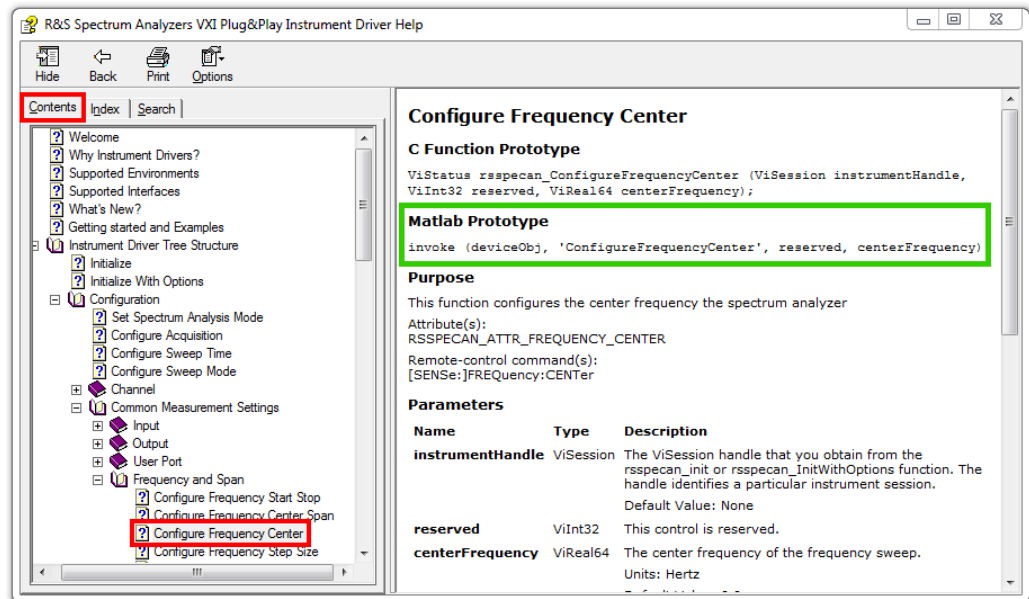 R&S Spectrum Analyzers VXI Plug&Play Instrument Driver Help
Hide Back Print Options
Contents Index Search
Welcome
Why Instrument Drivers?
Supported Environments
Supported Interfaces
What's New?
Getting started and Examples
Instrument Driver Tree Structure
Initialize
Initialize With Options
Configuration
Set Spectrum Analysis Mode
Configure Acquisition
Configure Sweep Time
Configure Sweep Mode
Channel
Common Measurement Settings
Input
Output
User Port
Frequency and Span
Configure Frequency Start Stop
Configure Frequency Center Span
Configure Frequency Center
Configure Frequency Step Size
Configure Frequency Center
C Function Prototype
ViStatus rsspecan_ConfigureFrequencyCenter (ViSession instrumentHandle,
ViInt32 reserved, ViReal64 centerFrequency);
Matlab Prototype
invoke (deviceObj, 'ConfigureFrequencyCenter', reserved, centerFrequency)
Purpose
This function configures the center frequency the spectrum analyzer
Attribute(s):
RSSPECAN_ATTR_FREQUENCY_CENTER
Remote-control command(s):
[SENSe:]FREQuency:CENTer
Parameters
Name Type Description
instrumentHandle ViSession The ViSession handle that you obtain from the
rsspecan_init or rsspecan_InitWithOptions function. The
handle identifies a particular instrument session.
Default Value: None
reserved ViInt32 This control is reserved.
centerFrequency ViReal64 The center frequency of the frequency sweep.
Units: Hertz